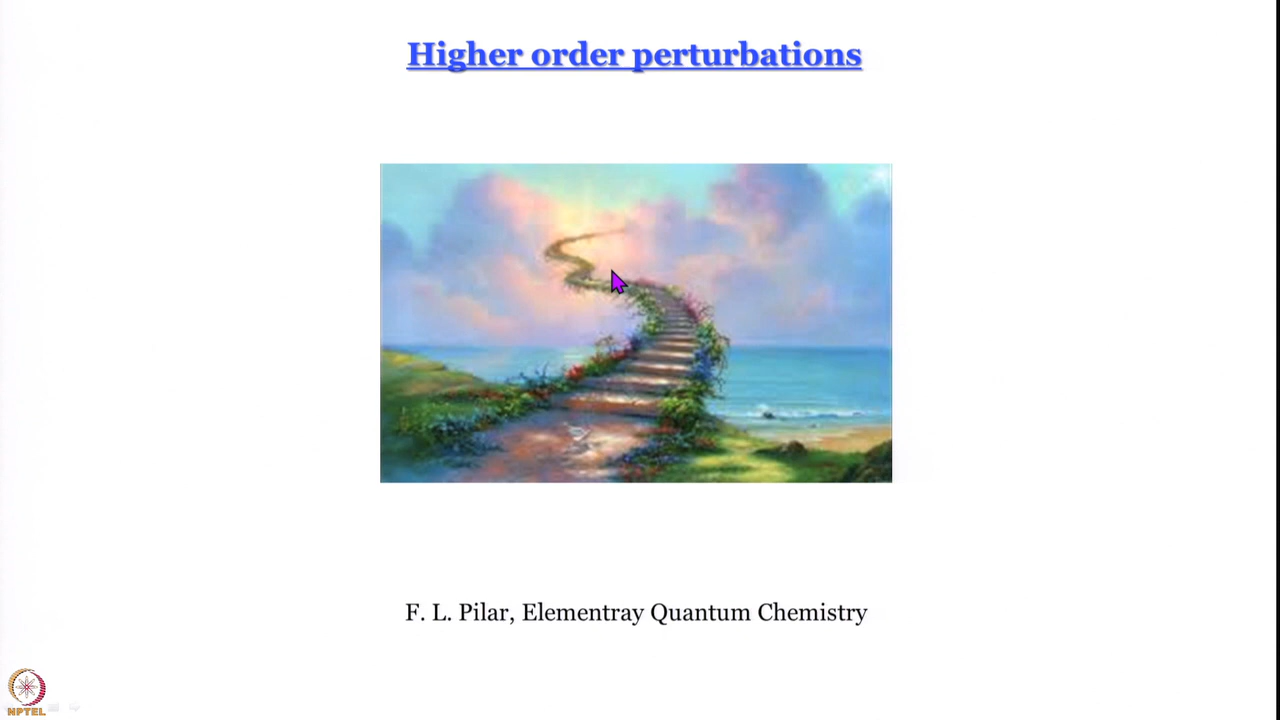 Higher order perturbations
F. L. Pilar, Elementray Quantum Chemistry
NPTEL